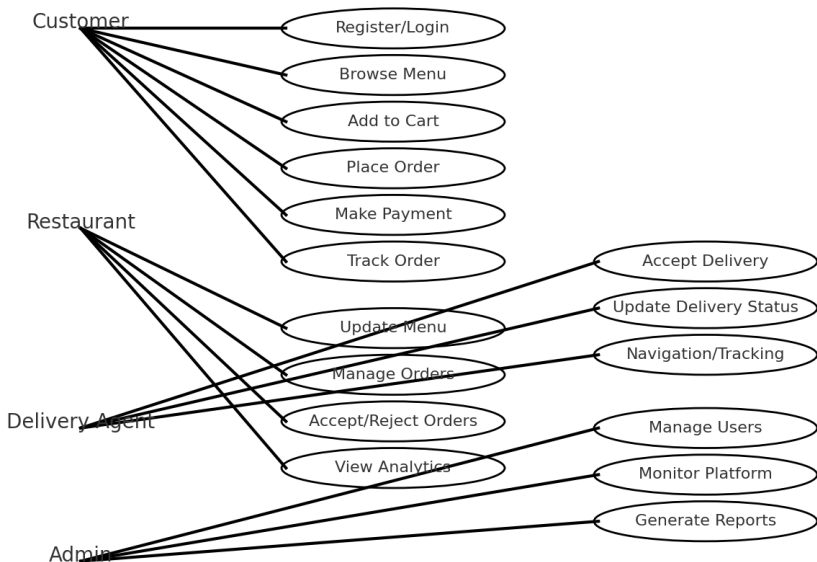 Customer
Register/Login
Browse Menu
Add to Cart
Place Order
Make Payment
Track Order
Restaurant
Update Menu
Manage Orders
Accept/Reject Orders
View Analytics
Delivery Agent
Accept Delivery
Update Delivery Status
Navigation/Tracking
Admin
Manage Users
Monitor Platform
Generate Reports